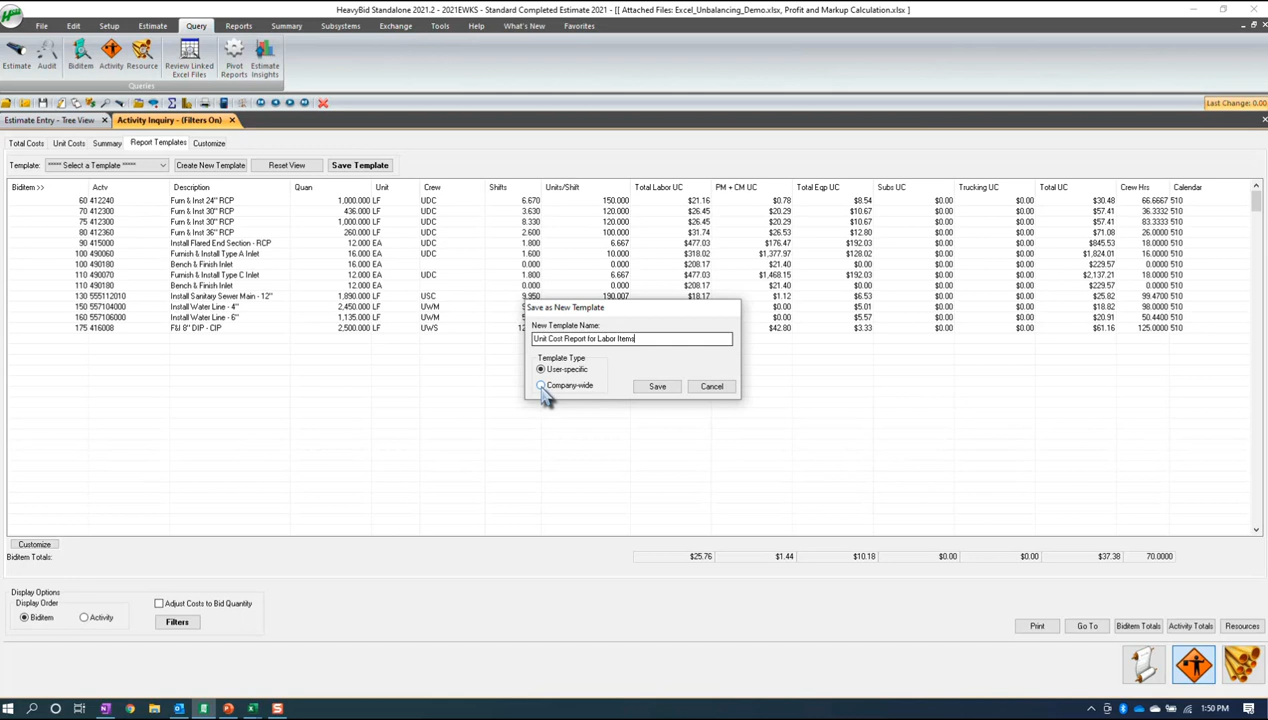 HeavyBid Standalone 2021.2 - 2021EWKS - Standard Completed Estimate 2021 - [[ Attached Files: Excel_Unbalancing_Demo.xlsx, Profit and Markup Calculation.xlsx ]
File Edit Setup Estimate Query Reports Summary Subsystems Exchange Tools Help What's New Favorites
Estimate Audit Biditem Activity Resource Review Linked Excel Files Pivot Reports Estimate Insights
Queries
Last Change: 0.00
Estimate Entry - Tree View Activity Inquiry - (Filters On)
Total Costs Unit Costs Summary Report Templates Customize
Template: ***** Select a Template ***** Create New Template Reset View Save Template
Biditem >> Actv Description Quan Unit Crew Shifts Units/Shift Total Labor UC PM + CM UC Total Eqp UC Subs UC Trucking UC Total UC Crew Hrs Calendar
60 412240 Furn & Inst 24" RCP 1,000.000 LF UDC 6.670 150.000 $21.16 $0.78 $8.54 $0.00 $0.00 $30.48 66.6667 510
70 412300 Furn & Inst 30" RCP 436.000 LF UDC 3.630 120.000 $26.45 $20.29 $10.67 $0.00 $0.00 $57.41 36.3332 510
75 412300 Furn & Inst 30" RCP 1,000.000 LF UDC 8.330 120.000 $26.45 $20.29 $10.67 $0.00 $0.00 $57.41 83.3333 510
80 412360 Furn & Inst 36" RCP 260.000 LF UDC 2.600 100.000 $31.74 $26.53 $12.80 $0.00 $0.00 $71.08 26.0000 510
90 415000 Install Flared End Section - RCP 12.000 EA UDC 1.800 6.667 $477.03 $176.47 $192.03 $0.00 $0.00 $845.53 18.0000 510
100 490060 Furnish & Install Type A Inlet 16.000 EA UDC 1.600 10.000 $318.02 $1,377.97 $128.02 $0.00 $0.00 $1,824.01 16.0000 510
100 490180 Bench & Finish Inlet 16.000 EA 0.000 0.000 $208.17 $21.40 $0.00 $0.00 $0.00 $229.57 0.0000 510
110 490070 Furnish & Install Type C Inlet 12.000 EA UDC 1.800 6.667 $477.03 $1,468.15 $192.03 $0.00 $0.00 $2,137.21 18.0000 510
110 490180 Bench & Finish Inlet 12.000 EA 0.000 0.000 $208.17 $21.40 $0.00 $0.00 $0.00 $229.57 0.0000 510
130 555112010 Install Sanitary Sewer Main - 12" 1,890.000 LF USC 9.950 190.007 $18.17 $1.12 $6.53 $0.00 $0.00 $25.82 99.4700 510
150 557104000 Install Water Line - 4" 2,450.000 LF UWM $0.00 $5.01 $0.00 $0.00 $18.82 98.0000 510
160 557106000 Install Water Line - 6" 1,135.000 LF UWM $0.00 $5.57 $0.00 $0.00 $20.91 50.4400 510
175 416008 F&I 8" DIP - CIP 2,500.000 LF UWS $42.80 $3.33 $0.00 $0.00 $61.16 125.0000 510
Save as New Template
New Template Name:
Unit Cost Report for Labor Items
Template Type
User-specific
Company-wide Save Cancel
Customize
Biditem Totals: $25.76 $1.44 $10.18 $0.00 $0.00 $37.38 70.0000
Display Options
Display Order Adjust Costs to Bid Quantity
Biditem Activity Filters
Print Go To Biditem Totals Activity Totals Resources
1:50 PM